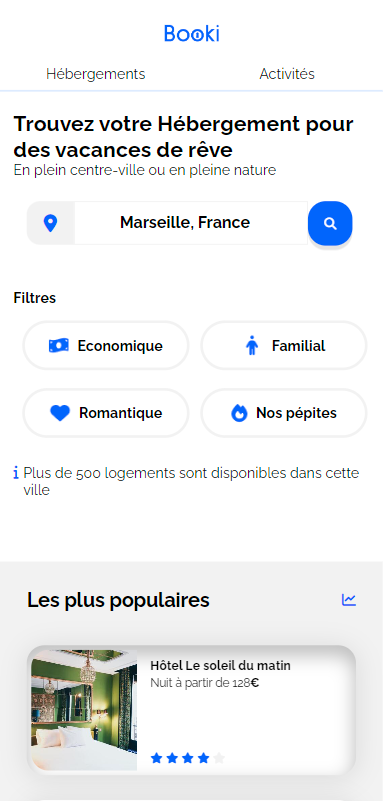 Booki
Hébergements
Activités
Trouvez votre Hébergement pour
des vacances de rêve
En plein centre-ville ou en pleine nature
Marseille, France
Filtres
Economique
Familial
Romantique
Nos pépites
Plus de 500 logements sont disponibles dans cette
ville
Les plus populaires
Hôtel Le soleil du matin
Nuit à partir de 128€